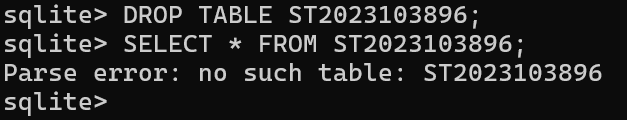 sqlite> DROP TABLE ST2023103896;
sqlite> SELECT * FROM ST2023103896;
Parse error: no such table: ST2023103896
sqlite>